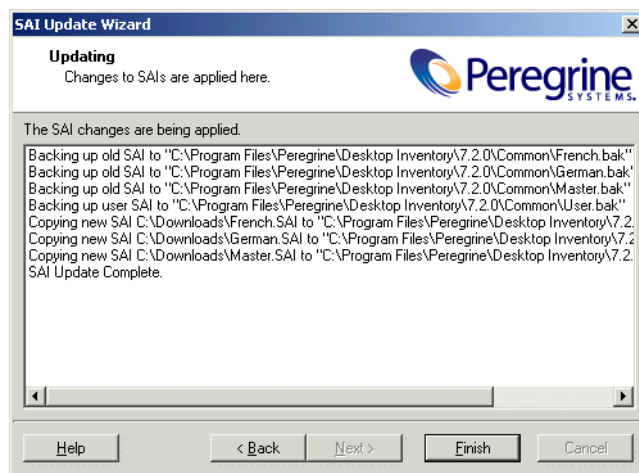 SAI Update Wizard
Updating
Changes to SAIs are applied here.
Peregrine
SYSTEMS.
The SAI changes are being applied.
Backing up old SAI to "C:\Program Files\Peregrine\Desktop Inventory\7.2.0\Common\French.bak"
Backing up old SAI to "C:\Program Files\Peregrine\Desktop Inventory\7.2.0\Common\German.bak"
Backing up old SAI to "C:\Program Files\Peregrine\Desktop Inventory\7.2.0\Common\Master.bak"
Backing up user SAI to "C:\Program Files\Peregrine\Desktop Inventory\7.2.0\Common\User.bak"
Copying new SAI C:\Downloads\French.SAI to "C:\Program Files\Peregrine\Desktop Inventory\7.2.
Copying new SAI C:\Downloads\German.SAI to "C:\Program Files\Peregrine\Desktop Inventory\7.2
Copying new SAI C:\Downloads\Master.SAI to "C:\Program Files\Peregrine\Desktop Inventory\7.2.
SAI Update Complete.
Help
< Back
Next >
Finish
Cancel